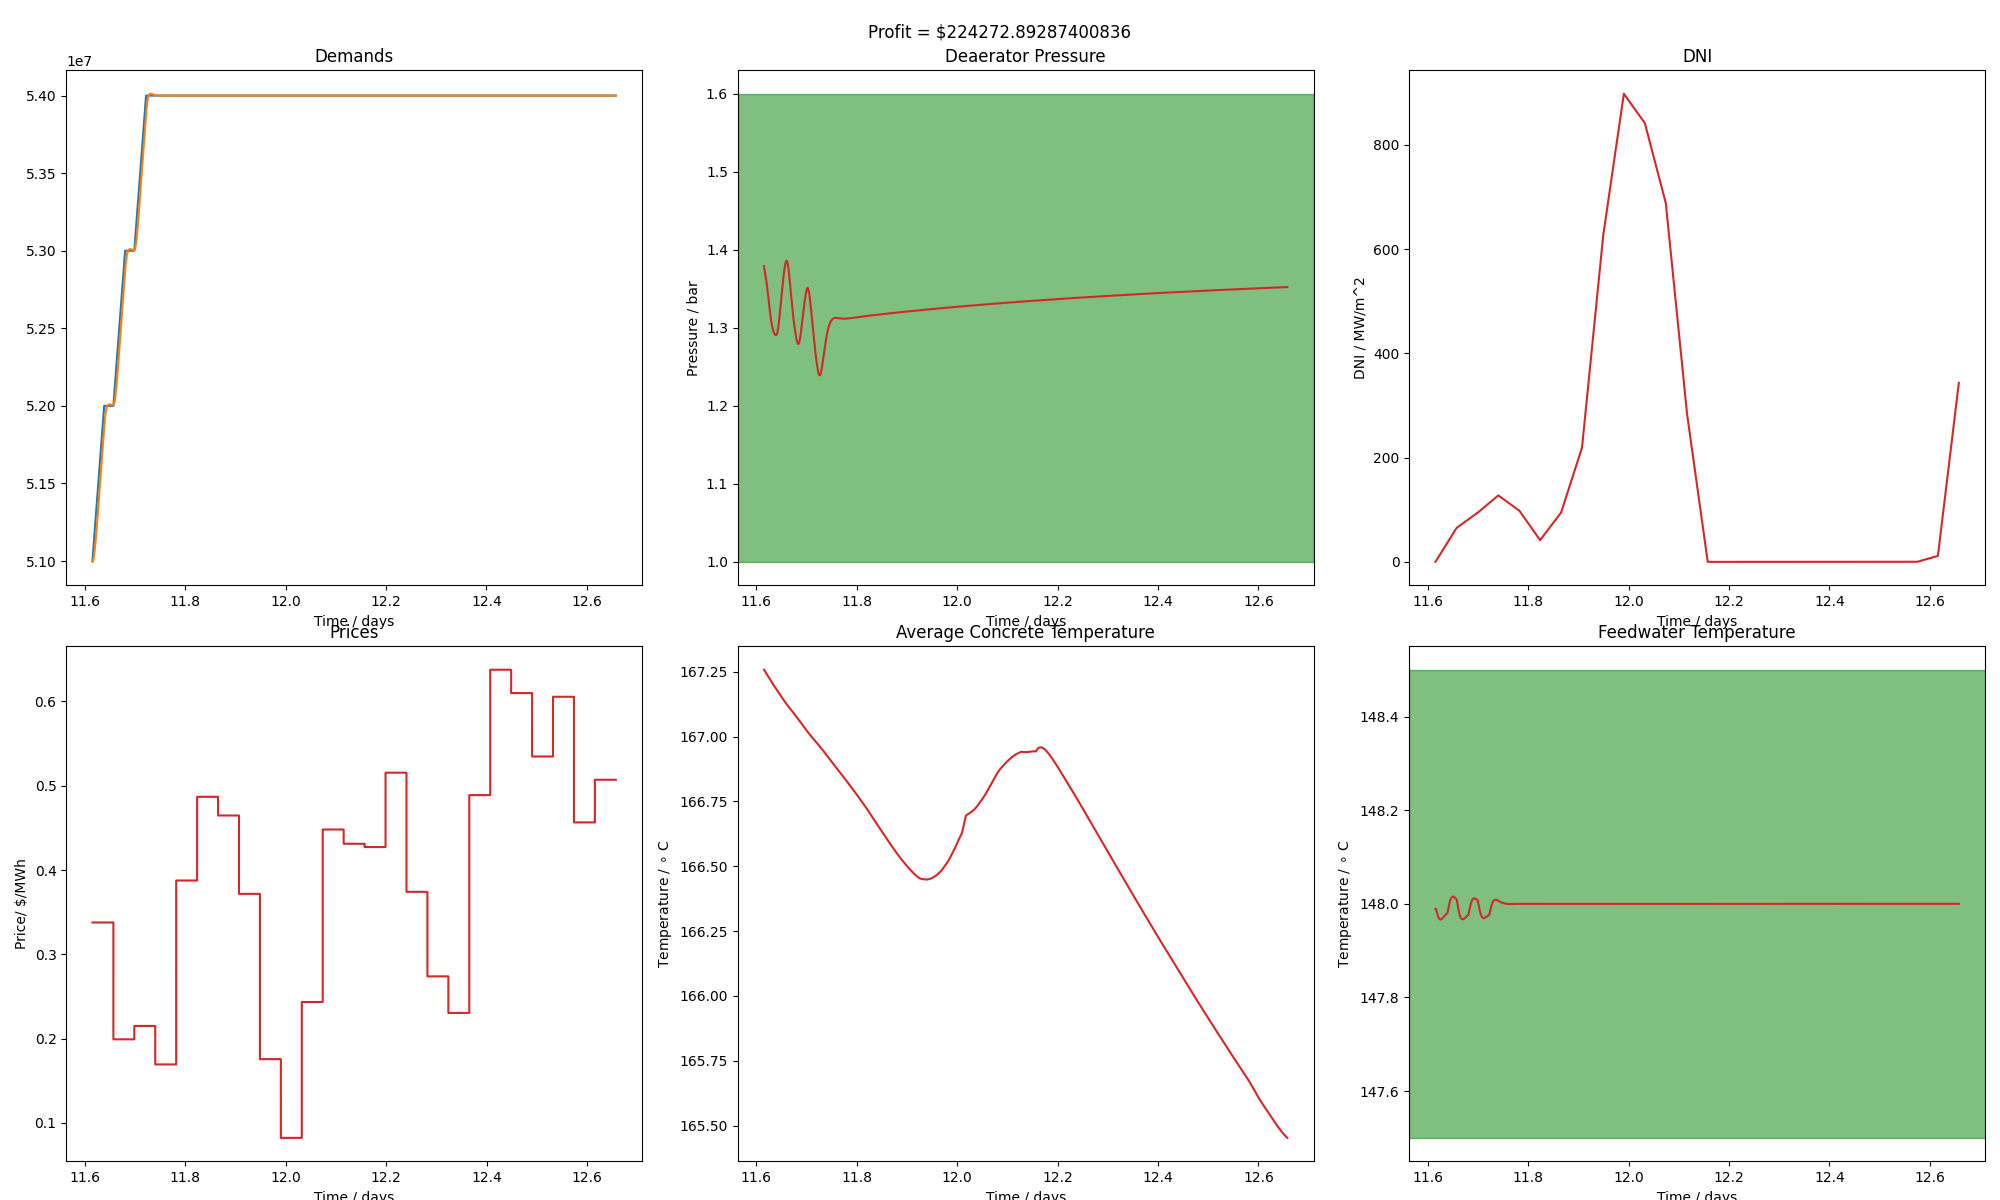 Profit = $224272.89287400836
Demands
1e7
5.40
5.35
5.30
5.25
5.20
5.15
5.10
11.6 11.8 12.0 12.2 12.4 12.6
Time / days
Deaerator Pressure
Pressure / bar
1.6
1.5
1.4
1.3
1.2
1.1
1.0
11.6 11.8 12.0 12.2 12.4 12.6
Time / days
DNI
DNI / MW/m^2
800
600
400
200
0
11.6 11.8 12.0 12.2 12.4 12.6
Time / days
Prices
Price/ $/MWh
0.6
0.5
0.4
0.3
0.2
0.1
11.6 11.8 12.0 12.2 12.4 12.6
Time / days
Average Concrete Temperature
Temperature / ∘ C
167.25
167.00
166.75
166.50
166.25
166.00
165.75
165.50
11.6 11.8 12.0 12.2 12.4 12.6
Time / days
Feedwater Temperature
Temperature / ∘ C
148.4
148.2
148.0
147.8
147.6
11.6 11.8 12.0 12.2 12.4 12.6
Time / days